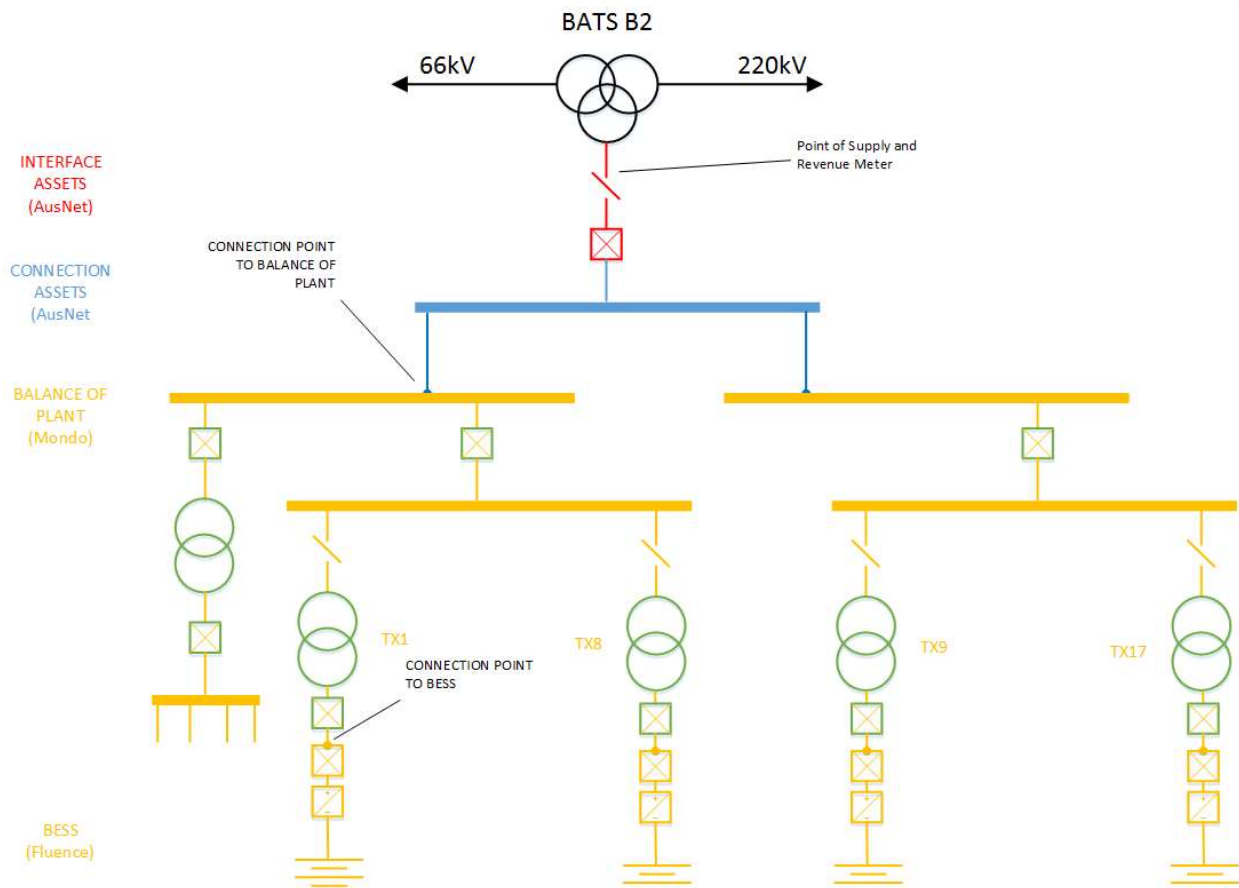 BATS B2
66kV
220kV
Point of Supply and
Revenue Meter
INTERFACE
ASSETS
(AusNet)
CONNECTION POINT
TO BALANCE OF
PLANT
CONNECTION
ASSETS
(AusNet
BALANCE OF
PLANT
(Mondo)
TX1
TX8
TX9
TX17
CONNECTION POINT
TO BESS
BESS
(Fluence)